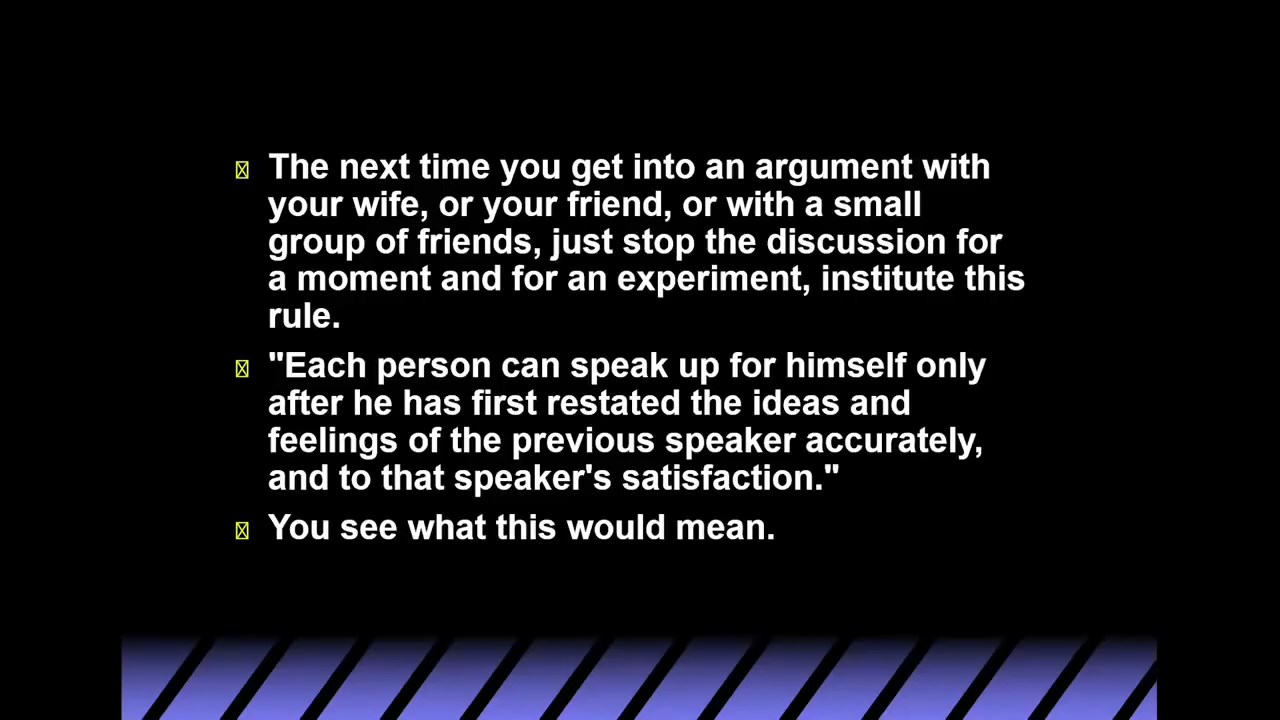 The next time you get into an argument with
your wife, or your friend, or with a small
group of friends, just stop the discussion for
a moment and for an experiment, institute this
rule.
"Each person can speak up for himself only
after he has first restated the ideas and
feelings of the previous speaker accurately,
and to that speaker's satisfaction."
You see what this would mean.